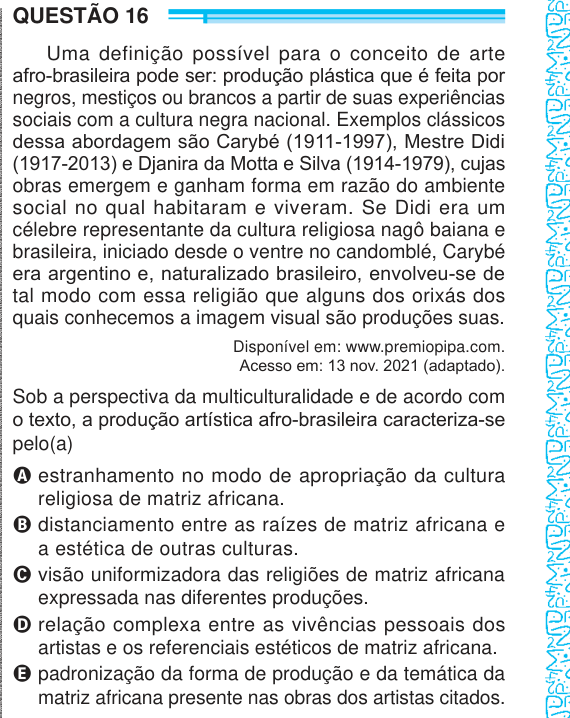 QUESTÃO 16
Uma definição possível para o conceito de arte
afro-brasileira pode ser: produção plástica que é feita por
negros, mestiços ou brancos a partir de suas experiências
sociais com a cultura negra nacional. Exemplos clássicos
dessa abordagem são Carybé (1911-1997), Mestre Didi
(1917-2013) e Djanira da Motta e Silva (1914-1979), cujas
obras emergem e ganham forma em razão do ambiente
social no qual habitaram e viveram. Se Didi era um
célebre representante da cultura religiosa nagô baiana e
brasileira, iniciado desde o ventre no candomblé, Carybé
era argentino e, naturalizado brasileiro, envolveu-se de
tal modo com essa religião que alguns dos orixás dos
quais conhecemos a imagem visual são produções suas.
Disponível em: www.premiopipa.com.
Acesso em: 13 nov. 2021 (adaptado).
Sob a perspectiva da multiculturalidade e de acordo com
o texto, a produção artística afro-brasileira caracteriza-se
pelo(a)
A estranhamento no modo de apropriação da cultura
religiosa de matriz africana.
B distanciamento entre as raízes de matriz africana e
a estética de outras culturas.
C visão uniformizadora das religiões de matriz africana
expressada nas diferentes produções.
D relação complexa entre as vivências pessoais dos
artistas e os referenciais estéticos de matriz africana.
E padronização da forma de produção e da temática da
matriz africana presente nas obras dos artistas citados.